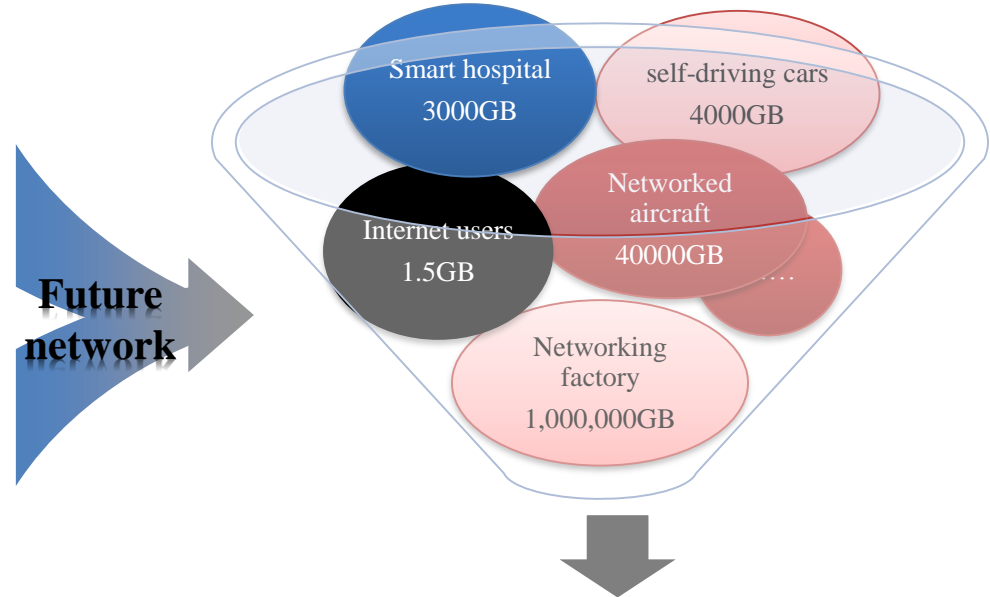 Smart hospital
3000GB
self-driving cars
4000GB
Networked
aircraft
40000GB
Internet users
1.5GB
....
Future
network
Networking
factory
1,000,000GB